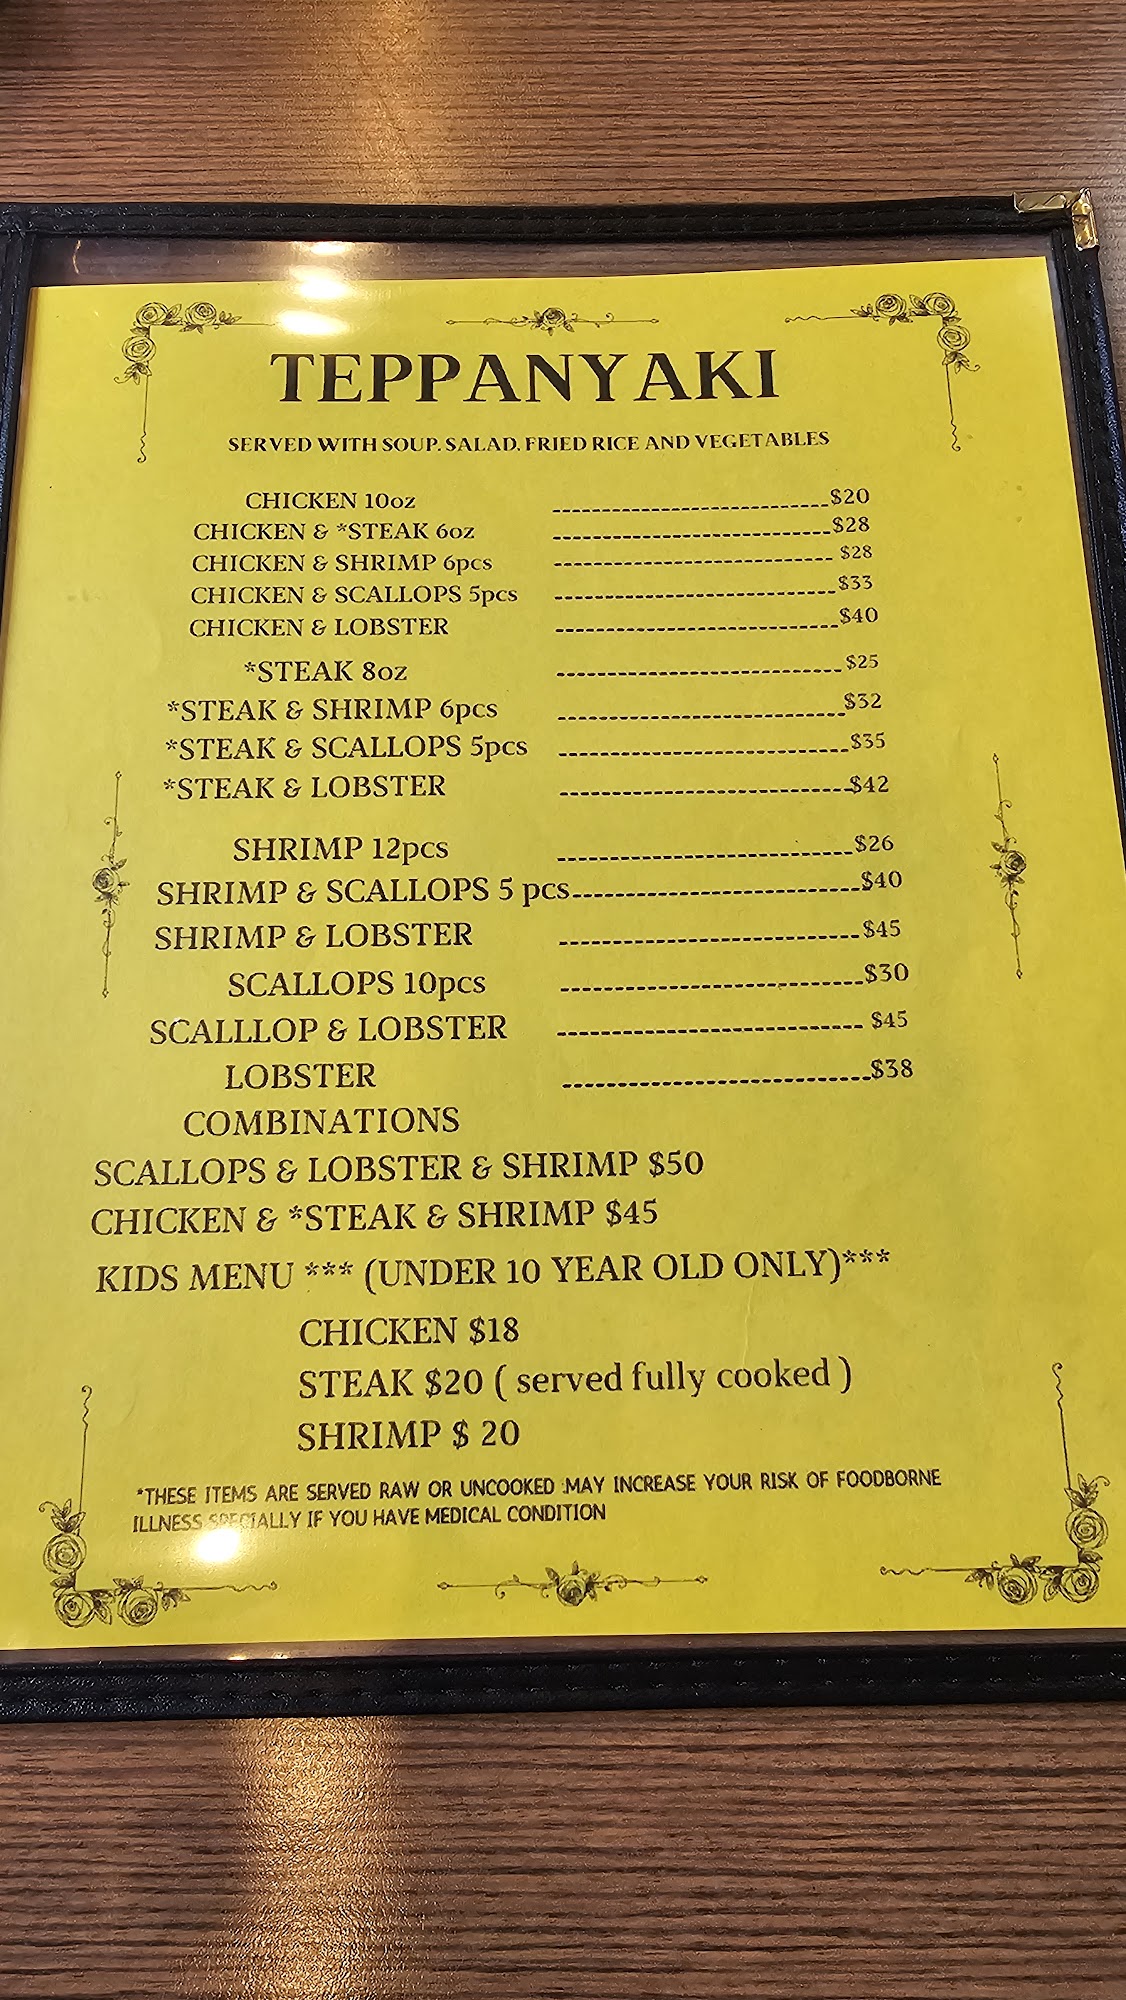 TEPPANYAKI
SERVED WITH SOUP. SALAD. FRIED RICE AND VEGETABLES
CHICKEN 10oz $20
CHICKEN & *STEAK 6oz $28
CHICKEN & SHRIMP 6pcs $28
CHICKEN & SCALLOPS 5pcs $33
CHICKEN & LOBSTER $40
*STEAK 8oz $25
*STEAK & SHRIMP 6pcs $32
*STEAK & SCALLOPS 5pcs $35
*STEAK & LOBSTER $42
SHRIMP 12pcs $26
SHRIMP & SCALLOPS 5 pcs $40
SHRIMP & LOBSTER $45
SCALLOPS 10pcs $30
SCALLLOP & LOBSTER $45
LOBSTER $38
COMBINATIONS
SCALLOPS & LOBSTER & SHRIMP $50
CHICKEN & *STEAK & SHRIMP $45
KIDS MENU *** (UNDER 10 YEAR OLD ONLY)***
CHICKEN $18
STEAK $20 ( served fully cooked )
SHRIMP $ 20
*THESE ITEMS ARE SERVED RAW OR UNCOOKED :MAY INCREASE YOUR RISK OF FOODBORNE
ILLNESS SPECIALLY IF YOU HAVE MEDICAL CONDITION